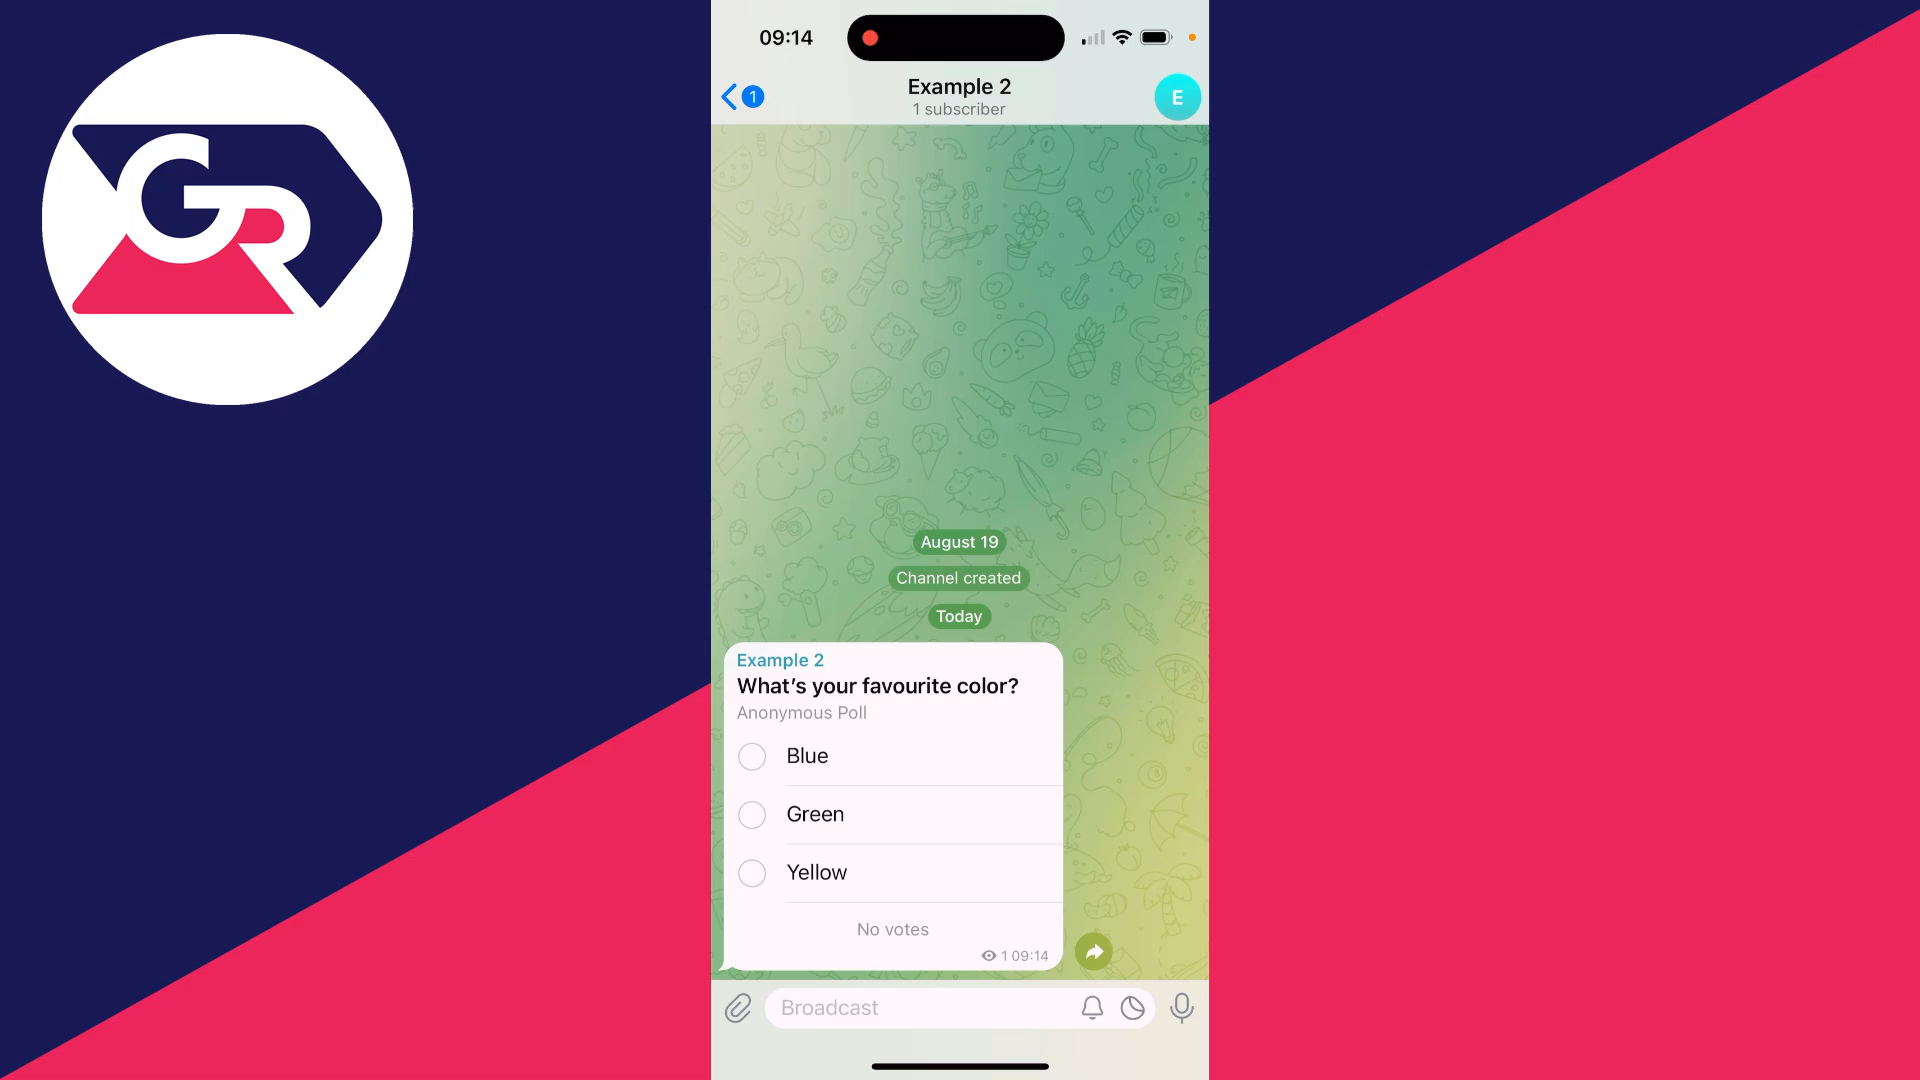 GR
09:14
1
Example 2
1 subscriber
E
August 19
Channel created
Today
Example 2
What's your favourite color?
Anonymous Poll
Blue
Green
Yellow
No votes
1 09:14
Broadcast